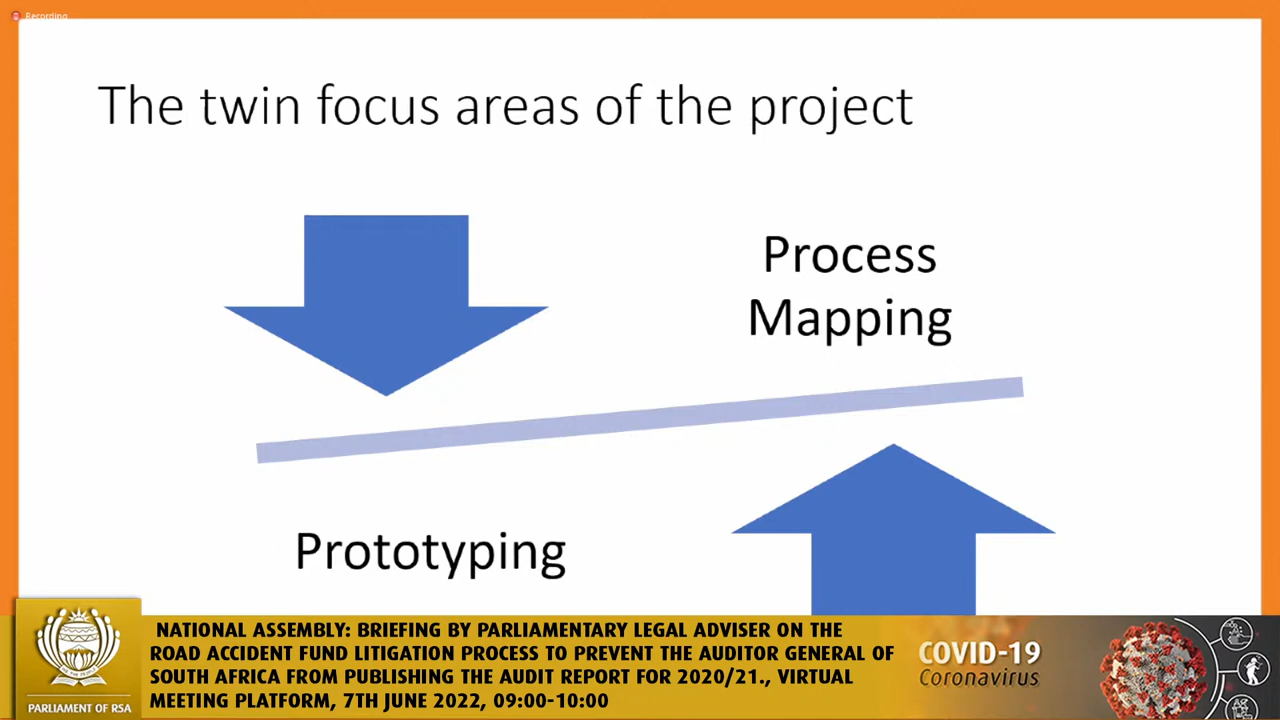 Recording
The twin focus areas of the project
Process
Mapping
Prototyping
NATIONAL ASSEMBLY: BRIEFING BY PARLIAMENTARY LEGAL ADVISER ON THE
ROAD ACCIDENT FUND LITIGATION PROCESS TO PREVENT THE AUDITOR GENERAL OF
SOUTH AFRICA FROM PUBLISHING THE AUDIT REPORT FOR 2020/21., VIRTUAL
MEETING PLATFORM, 7TH JUNE 2022, 09:00-10:00
PARLIAMENT OF RSA
COVID-19
Coronavirus